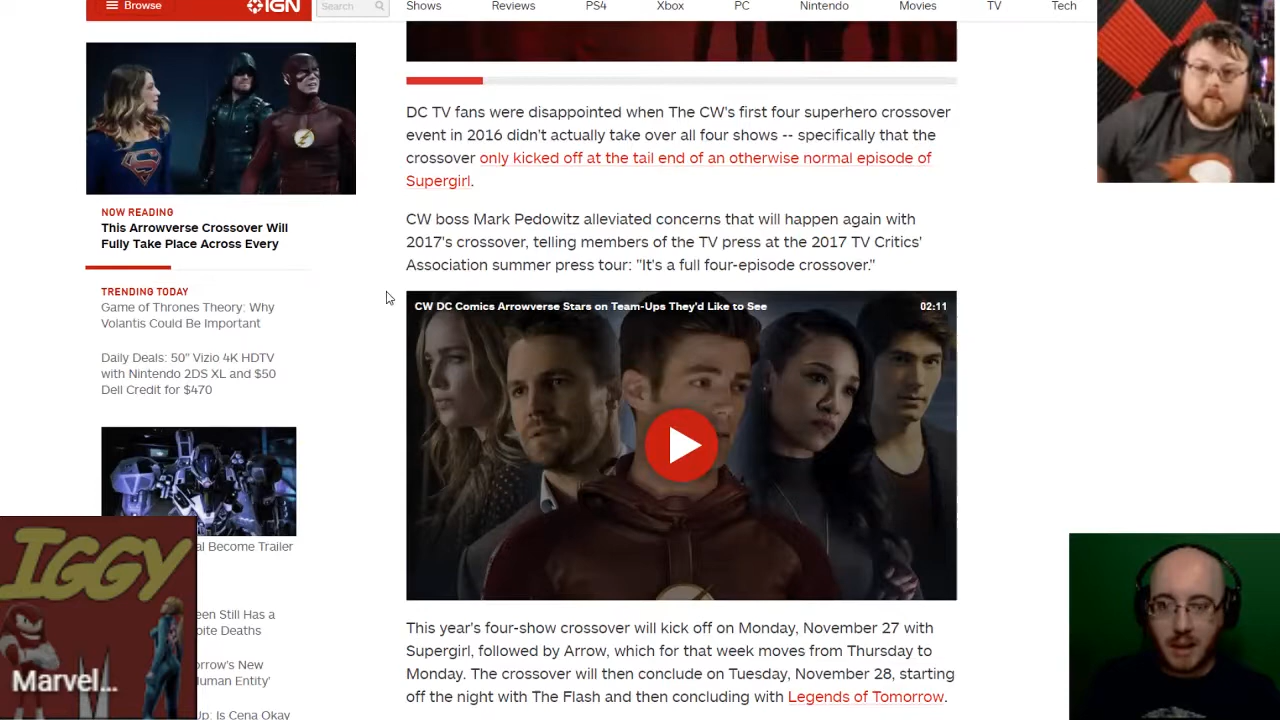 Browse
IGN
Search
Shows
Reviews
PS4
Xbox
PC
Nintendo
Movies
TV
Tech
NOW READING
This Arrowverse Crossover Will
Fully Take Place Across Every
TRENDING TODAY
Game of Thrones Theory: Why
Volantis Could Be Important
Daily Deals: 50" Vizio 4K HDTV
with Nintendo 2DS XL and $50
Dell Credit for $470
al Become Trailer
een Still Has a
pite Deaths
orrow's New
Human Entity'
Up: Is Cena Okay
IGGY
Marvel...
DC TV fans were disappointed when The CW's first four superhero crossover
event in 2016 didn't actually take over all four shows -- specifically that the
crossover only kicked off at the tail end of an otherwise normal episode of
Supergirl.
CW boss Mark Pedowitz alleviated concerns that will happen again with
2017's crossover, telling members of the TV press at the 2017 TV Critics'
Association summer press tour: "It's a full four-episode crossover."
CW DC Comics Arrowverse Stars on Team-Ups They'd Like to See
02:11
This year's four-show crossover will kick off on Monday, November 27 with
Supergirl, followed by Arrow, which for that week moves from Thursday to
Monday. The crossover will then conclude on Tuesday, November 28, starting
off the night with The Flash and then concluding with Legends of Tomorrow.